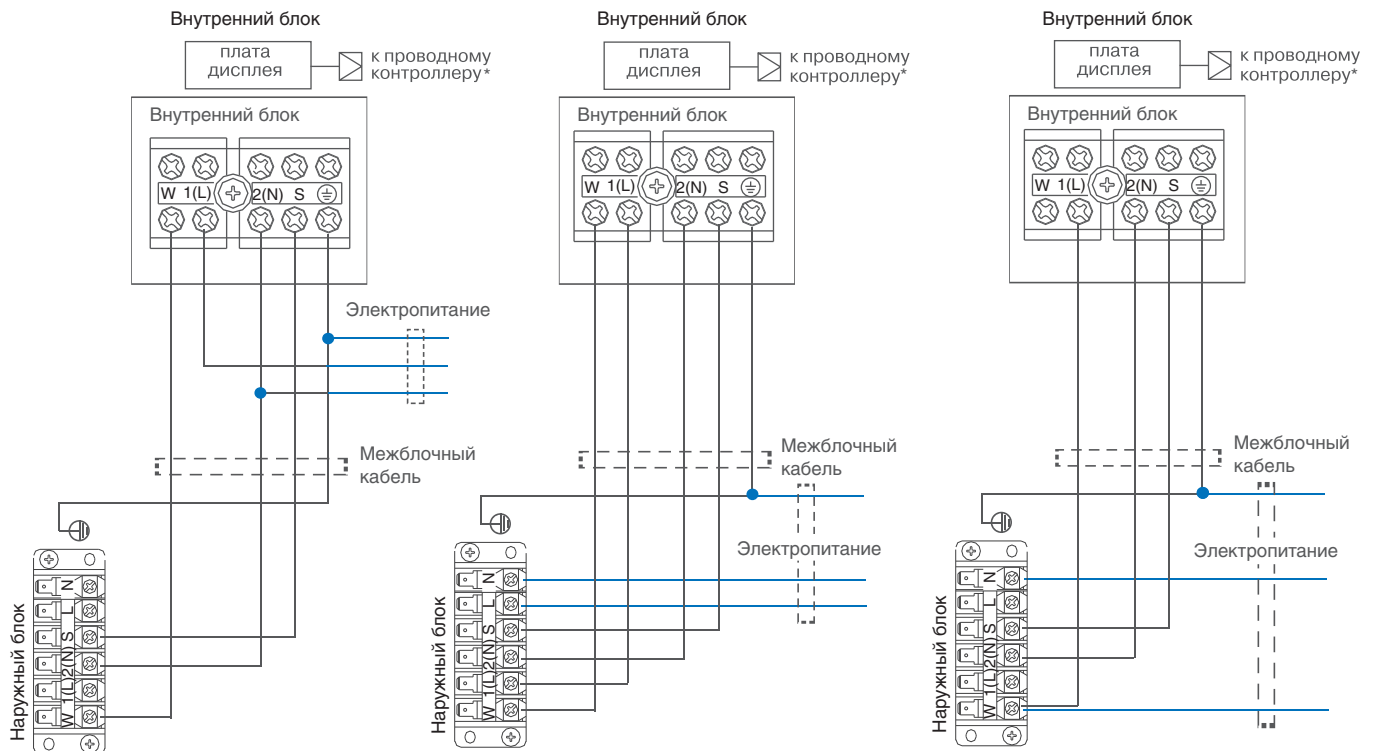 Внутренний блок
плата
дисплея
к проводному
контроллеру*
Внутренний блок
W 1(L) 2(N) S
Электропитание
Межблочный
кабель
Наружный блок
N
L
S
2(N)
1(L)
W
Внутренний блок
плата
дисплея
к проводному
контроллеру*
Внутренний блок
W 1(L) 2(N) S
Межблочный
кабель
Электропитание
Наружный блок
N
L
S
2(N)
1(L)
W
Внутренний блок
плата
дисплея
к проводному
контроллеру*
Внутренний блок
W 1(L) 2(N) S
Межблочный
кабель
Электропитание
Наружный блок
N
L
S
2(N)
1(L)
W